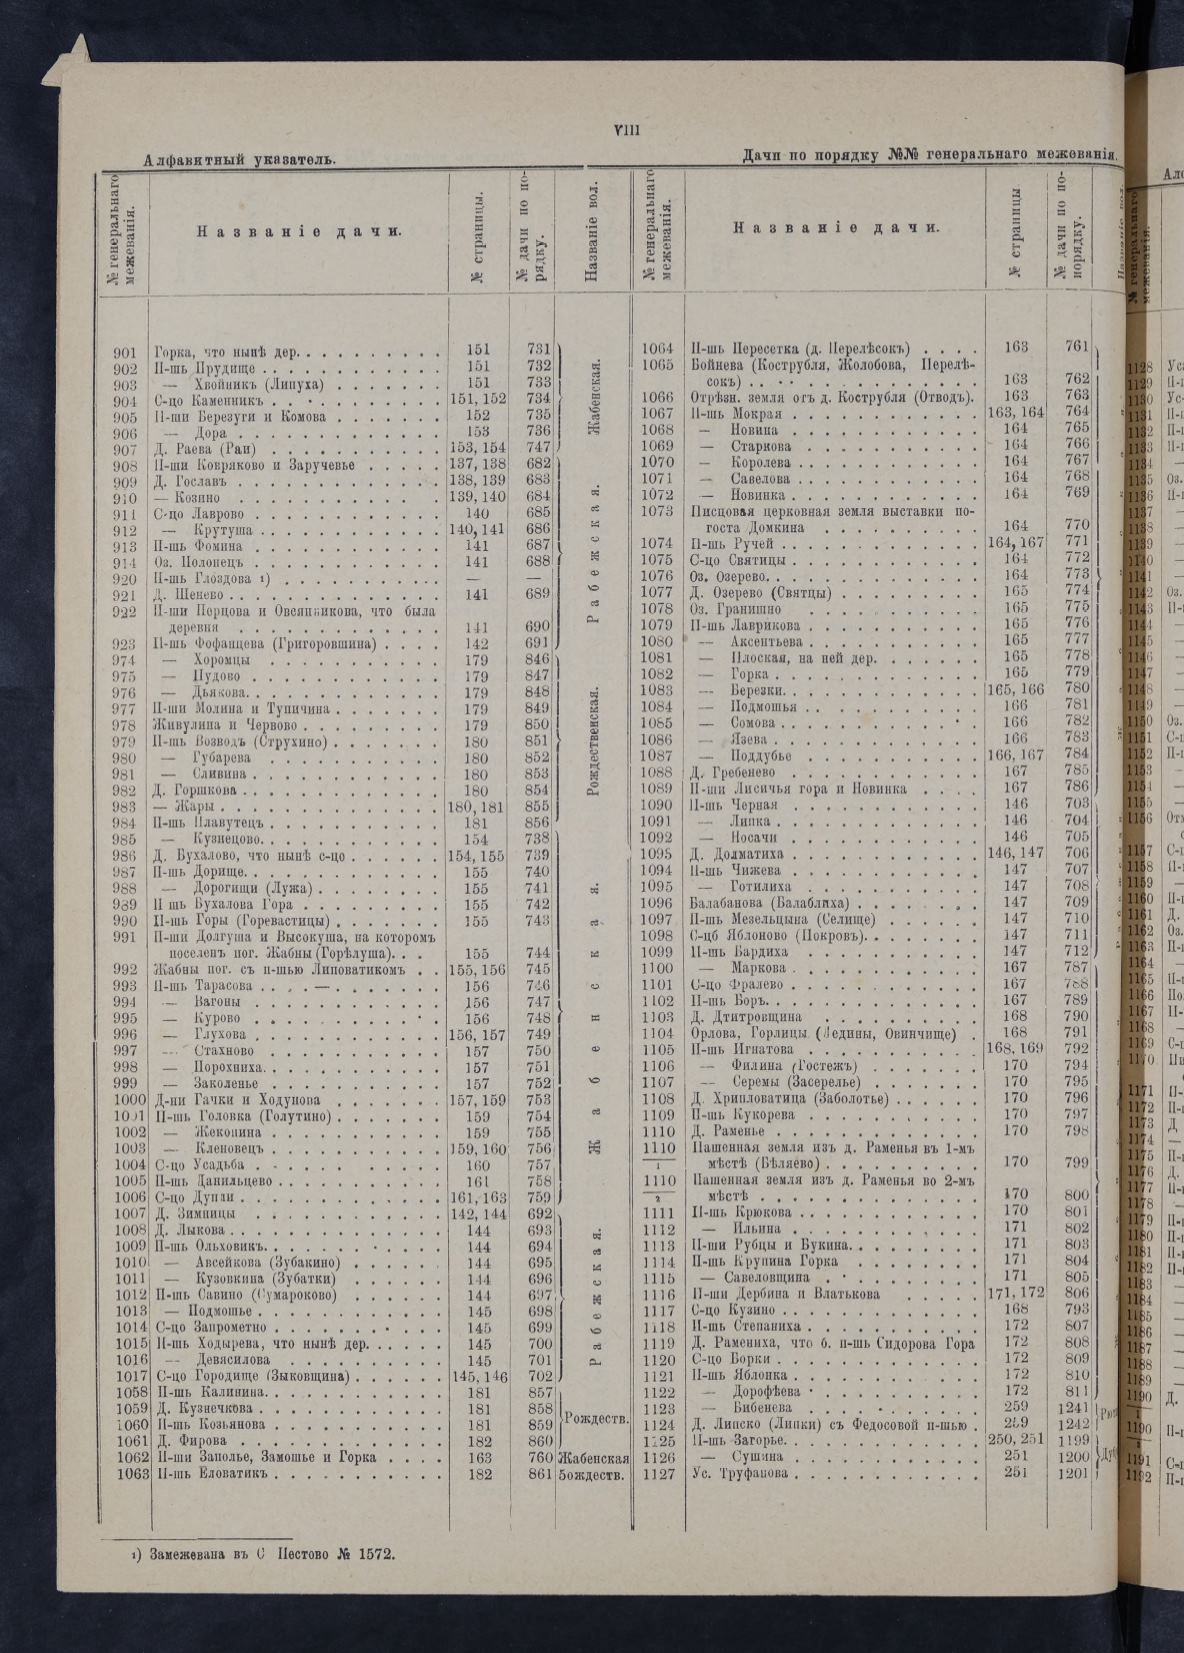 VIII
Алфавитный указатель.
Дачи по порядку №№ генеральнаго межеванія.
№ генеральнаго межеванія.
Названіе дачи.
№ страницы.
№ дачи по порядку.
Названіе вол.
901 Горка, что нынѣ дер. 151 731
902 П-шь Прудище 151 732
903 — Хвойникъ (Липуха) 151 733
904 С-цо Каменникъ 151, 152 734
905 П-ши Березуги и Комова 152 735
906 — Дора 153 736
907 Д. Раева (Раи) 153, 154 747
908 П-ши Ковряково и Заручевье 137, 138 682
909 Д. Гославъ 138, 139 683
910 — Козино 139, 140 684
911 С-цо Лаврово 140 685
912 — Крутуша 140, 141 686
913 П-шь Фомина 141 687
914 Оз. Полонецъ 141 688
920 П-шь Глоздова 1) — —
921 Д. Шенево 141 689
922 П-ши Перцова и Овсянникова, что была
деревня 141 690
923 П-шь Фофанцева (Григоровшина) 142 691
974 — Хоромцы 179 846
975 — Пудово 179 847
976 — Дьякова. 179 848
977 П-ши Молина и Тупичина 179 849
978 Живулина и Червово 179 850
979 П-шь Возводъ (Струхино) 180 851
980 — Губарева 180 852
981 — Сливина 180 853
982 Д. Горшкова 180 854
983 — Жары 180, 181 855
984 П-шь Плавутецъ 181 856
985 — Кузнецово. 154 738
986 Д. Бухалово, что нынѣ с-цо 154, 155 739
987 П-шь Дорище. 155 740
988 — Дорогищи (Лужа) 155 741
989 П шь Бухалова Гора 155 742
990 П-шь Горы (Горевастицы) 155 743
991 П-ши Долгуша и Высокуша, на которомъ
поселенъ пог. Жабны (Горѣлуша). 155 744
992 Жабны пог. съ п-шью Липоватикомъ 155, 156 745
993 П-шь Тарасова 156 746
994 — Вагоны 156 747
995 — Курово 156 748
996 — Глухова 156, 157 749
997 — Стахново 157 750
998 — Порохниха. 157 751
999 — Заколенье 157 752
1000 Д-ни Гачки и Ходунова 157, 159 753
1001 П-шь Головка (Голутино) 159 754
1002 — Жекопина 159 755
1003 — Кленовецъ 159, 160 756
1004 С-цо Усадьба 160 757
1005 П-шь Данильцево 161 758
1006 С-цо Дупли 161, 163 759
1007 Д. Зимницы 142, 144 692
1008 Д. Лыкова 144 693
1009 П-шь Ольховикъ. 144 694
1010 — Авсейкова (Зубакино) 144 695
1011 — Кузовкина (Зубатки) 144 696
1012 П-шь Савино (Сумароково) 144 697
1013 — Подмошье 145 698
1014 С-цо Запрометно 145 699
1015 П-шь Ходырева, что нынѣ дер. 145 700
1016 — Девясилова 145 701
1017 С-цо Городище (Зыковщина) 145, 146 702
1058 П-шь Калинина. 181 857
1059 Д. Кузнечкова 181 858
1060 П-шь Козьянова 181 859
1061 Д. Фирова 182 860
1062 П-ши Заполье, Замошье и Горка 163 760 Жабенская
1063 П-шь Еловатикъ 182 861 5ождеств.
Жабенская.
Рабежская.
Рождественская.
Жабенская.
Рабежская.
Рождеств.
№ генеральнаго межеванія.
Названіе дачи.
№ страницы
№ дачи по порядку.
1064 П-шь Пересетка (д. Перелѣсокъ) 163 761
1065 Бойнева (Кострубля, Жолобова, Перелѣ-
сокъ) 163 762
1066 Отрѣзн. земля отъ д. Кострубля (Отводъ). 163 763
1067 П-шь Мокрая 163, 164 764
1068 — Новина 164 765
1069 — Старкова 164 766
1070 — Королева 164 767
1071 — Савелова 164 768
1072 — Новинка 164 769
1073 Писцовая церковная земля выставки по-
госта Домкина 164 770
1074 П-шь Ручей 164, 167 771
1075 С-цо Святицы 164 772
1076 Оз. Озерево. 164 773
1077 Д. Озерево (Святцы) 165 774
1078 Оз. Гранишно 165 775
1079 П-шь Лаврикова 165 776
1080 — Аксентьева 165 777
1081 — Плоская, на ней дер. 165 778
1082 — Горка 165 779
1083 — Березки. 165, 166 780
1084 — Подмошья 166 781
1085 — Сомова 166 782
1086 — Язева 166 783
1087 — Поддубье 166, 167 784
1088 Д. Гребенево 167 785
1089 П-ши Лисичья гора и Новинка 167 786
1090 П-шь Черная 146 703
1091 — Липка 146 704
1092 — Носачи 146 705
1095 Д. Долматиха 146, 147 706
1094 П-шь Чижева 147 707
1095 — Готилиха 147 708
1096 Балабанова (Балаблиха) 147 709
1097 П-шь Мезельцына (Селище) 147 710
1098 С-цб Яблоново (Покровъ). 147 711
1099 П-шь Вардиха 147 712
1100 — Маркова 167 787
1101 С-цо Фралево 167 788
1102 П-шь Боръ. 167 789
1103 Д. Дтитровщина 168 790
1104 Орлова, Горлицы (Ледины, Овинчище) 168 791
1105 П-шь Игнатова 168, 169 792
1106 — Филина (Гостежъ) 170 794
1107 — Серемы (Засерелье) 170 795
1108 Д. Хрипловатица (Заболотье) 170 796
1109 П-шь Кукорева 170 797
1110 Д. Раменье 170 798
1110 Пашенная земля изъ д. Раменья въ 1-мъ
1 мѣстѣ (Бѣляево) 170 799
1110 Пашенная земля изъ д. Раменья во 2-мъ
2 мѣстѣ 170 800
1111 П-шь Крюкова 170 801
1112 — Ильина 171 802
1113 П-ши Рубцы и Букина. 171 803
1114 П-шь Крупина Горка 171 804
1115 — Савеловщина 171 805
1116 П-ши Дербина и Влатькова 171, 172 806
1117 С-цо Кузино 168 793
1118 П-шь Степаниха 172 807
1119 Д. Рамениха, что б. п-шь Сидорова Гора 172 808
1120 С-цо Борки 172 809
1121 П-шь Яблонка 172 810
1122 — Дорофѣева 172 811
1123 — Бибенева 259 1241
1124 Д. Липско (Липки) съ Федосовой п-шью 259 1242
1125 П-шь Загорье. 250, 251 1199
1126 — Сушина 251 1200
1127 Ус. Труфанова 251 1201
1) Замежевана въ С Пестово № 1572.